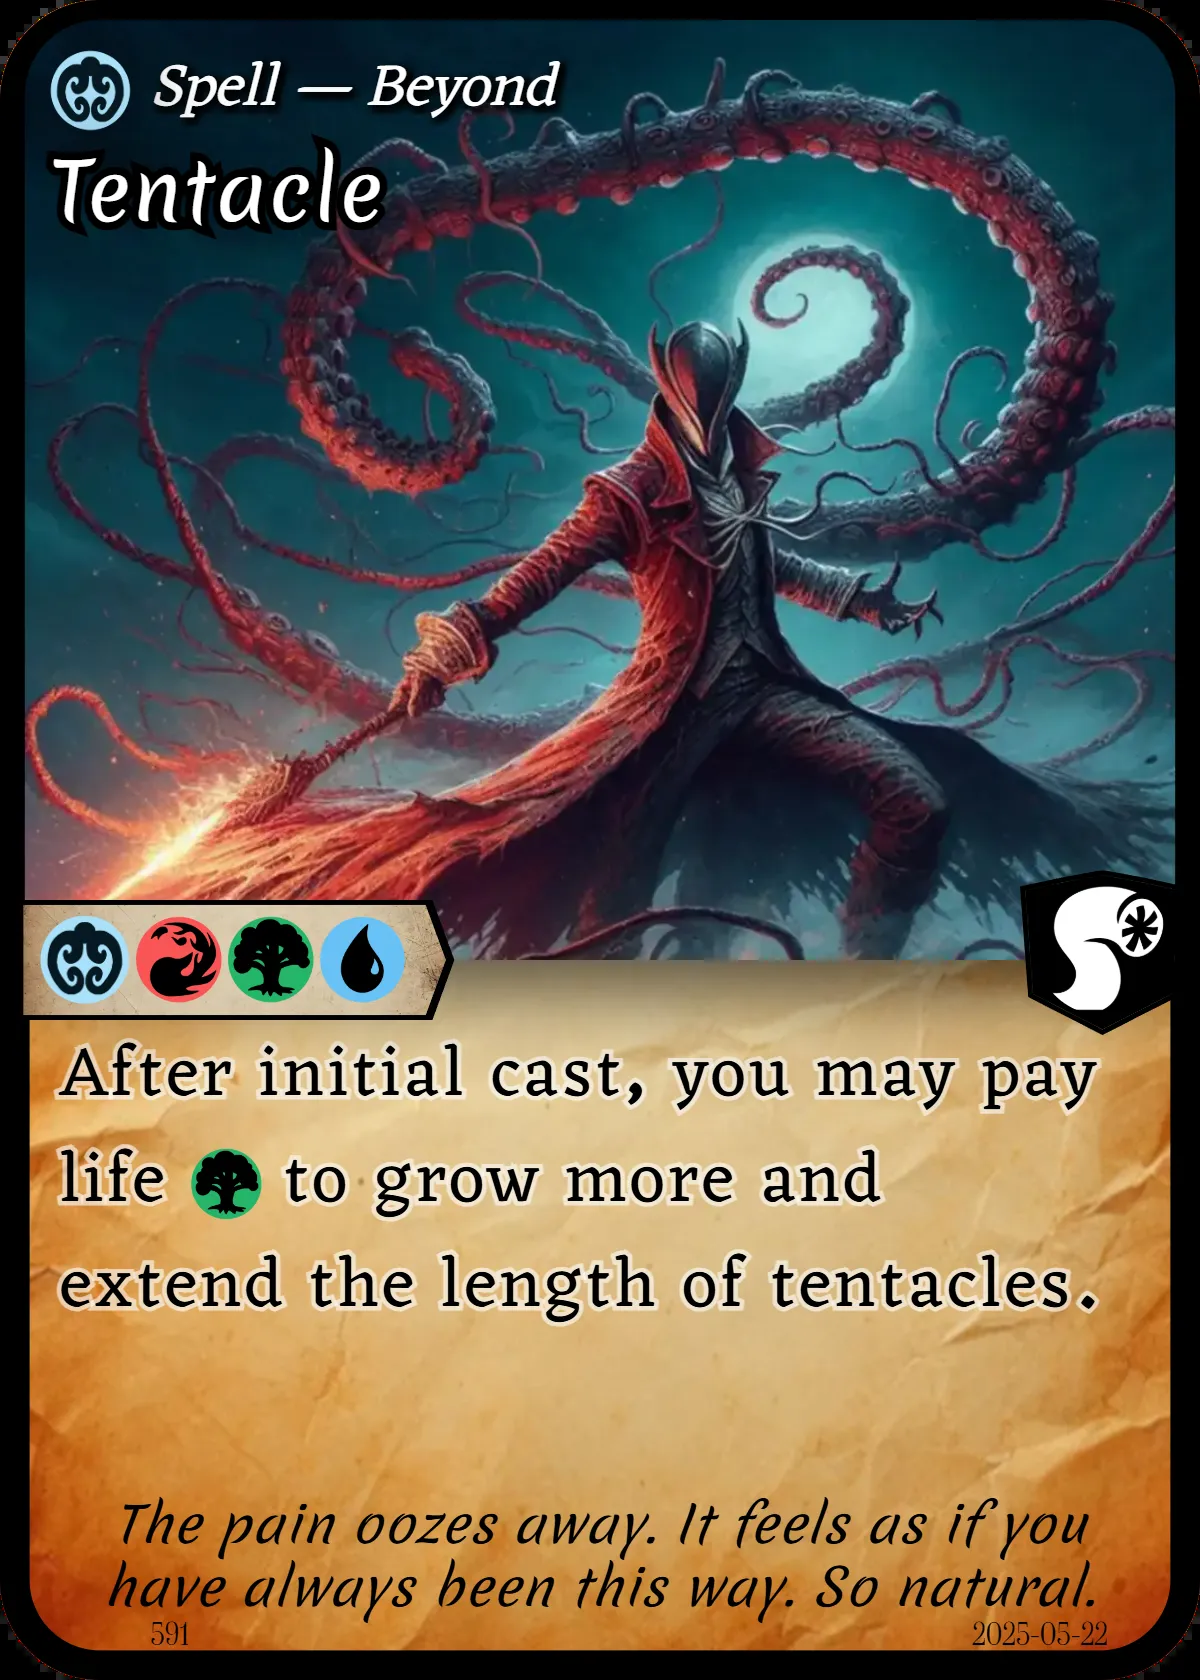 Spell — Beyond
Tentacle
After initial cast, you may pay
life to grow more and
extend the length of tentacles.
The pain oozes away. It feels as if you
have always been this way. So natural.
591
2025-05-22